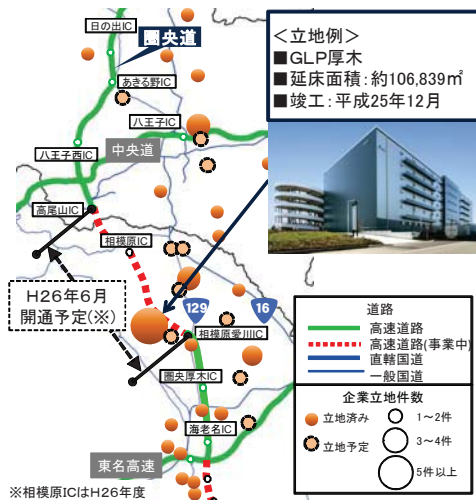 日の出IC
圏央道
あきる野IC
八王子IC
八王子西IC
中央道
高尾山IC
相模原IC
H26年6月
開通予定(※)
129
16
相模原愛川IC
圏央厚木IC
海老名IC
東名高速
※相模原ICはH26年度
＜立地例＞
■GLP厚木
■延床面積：約106,839㎡
■竣工：平成25年12月
道路
高速道路
高速道路(事業中)
直轄国道
一般国道
企業立地件数
立地済み
立地予定
1～2件
3～4件
5件以上